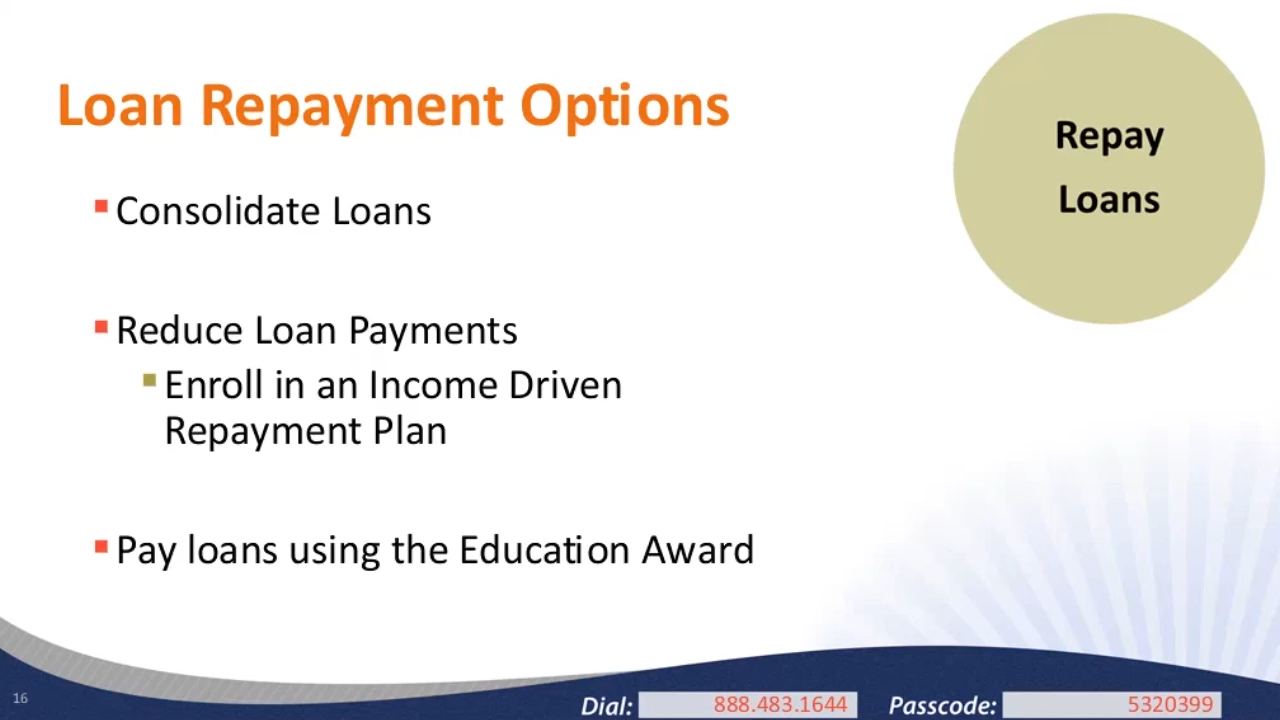 Loan Repayment Options
Repay
Loans
Consolidate Loans
Reduce Loan Payments
Enroll in an Income Driven
Repayment Plan
Pay loans using the Education Award
16
Dial: 888.483.1644 Passcode: 5320399